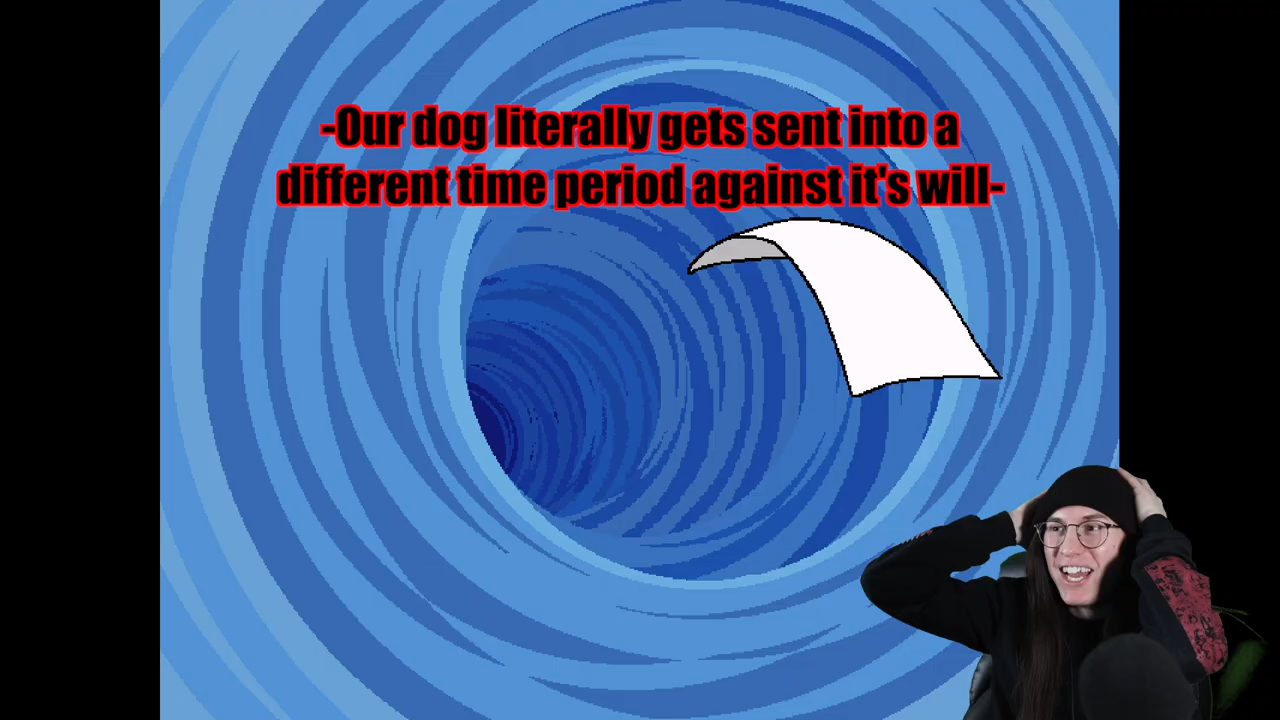 -Our dog literally gets sent into a
different time period against it's will-